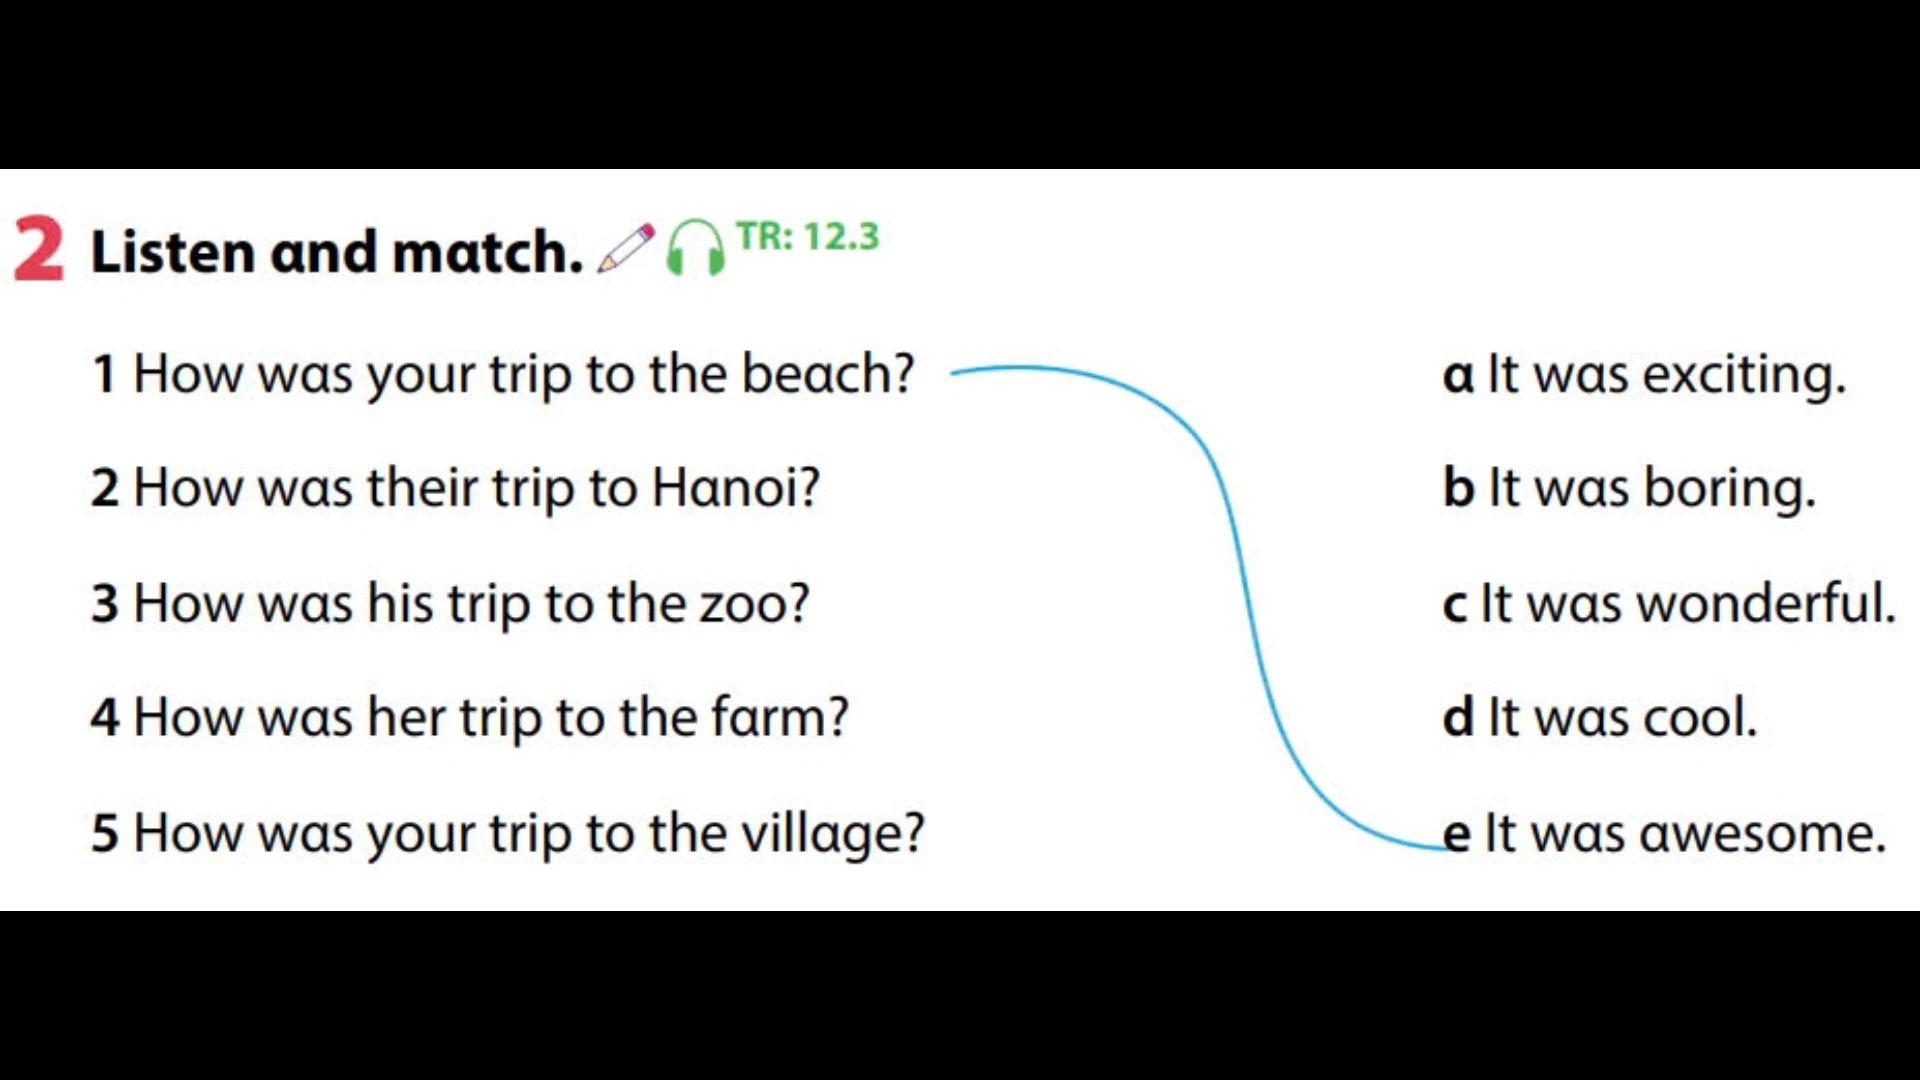 2 Listen and match. TR: 12.3
1 How was your trip to the beach? a It was exciting.
2 How was their trip to Hanoi? b It was boring.
3 How was his trip to the zoo? c It was wonderful.
4 How was her trip to the farm? d It was cool.
5 How was your trip to the village? e It was awesome.